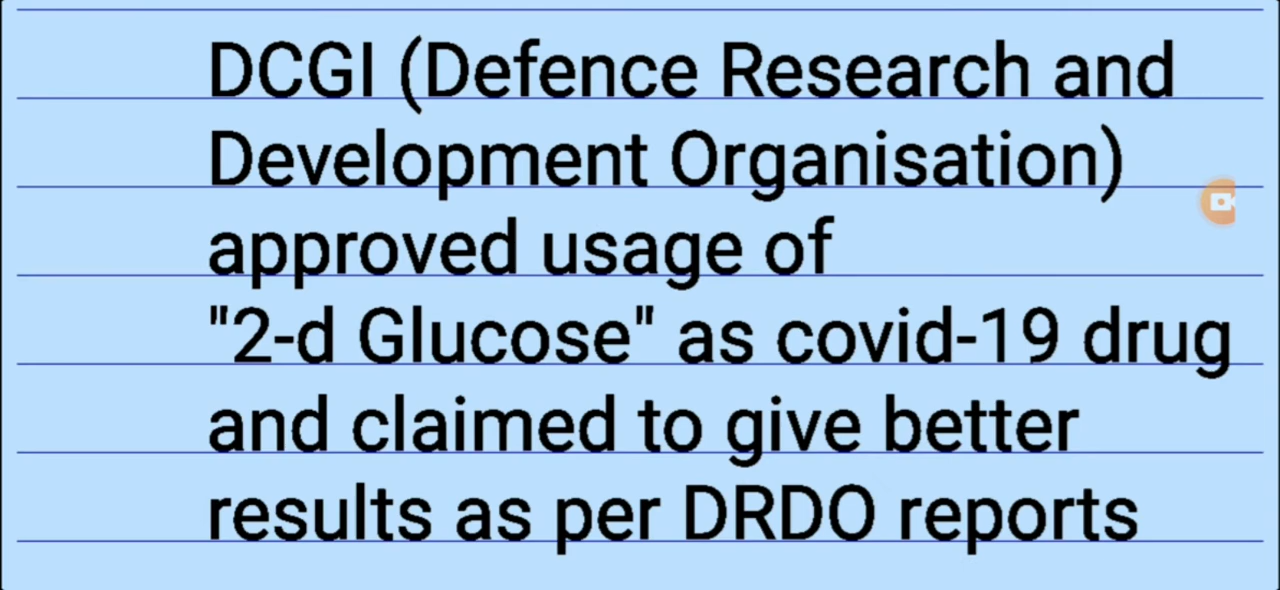 DCGI (Defence Research and
Development Organisation)
approved usage of
"2-d Glucose" as covid-19 drug
and claimed to give better
results as per DRDO reports